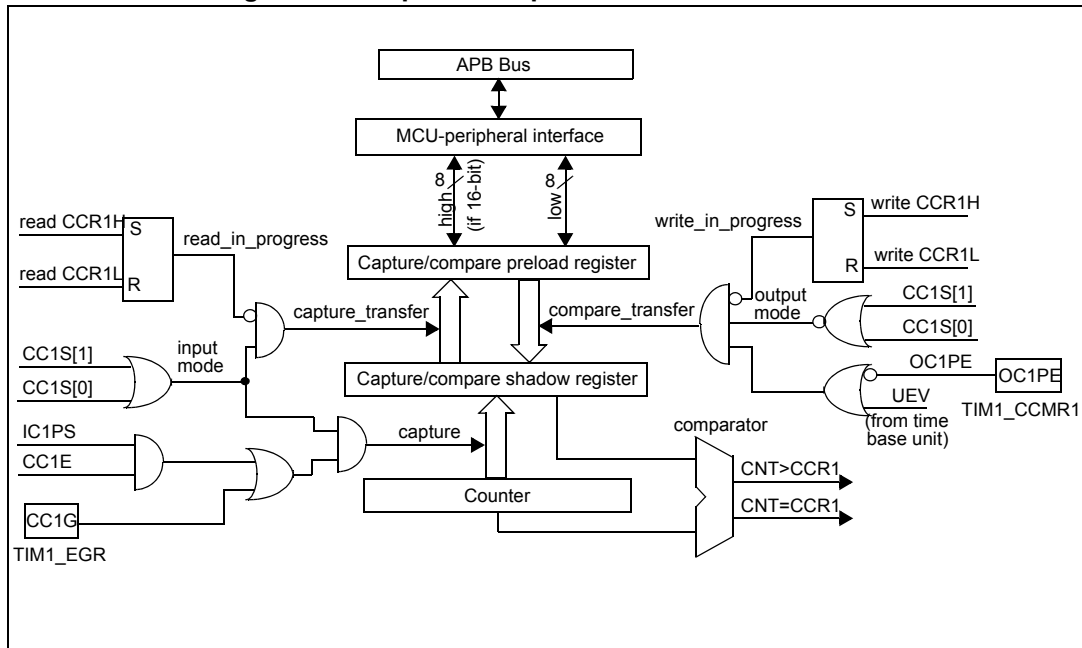 APB Bus
MCU-peripheral interface
8
high
(if 16-bit)
8
low
read CCR1H
S
read_in_progress
read CCR1L
R
write_in_progress
S
write CCR1H
R
write CCR1L
Capture/compare preload register
capture_transfer
compare_transfer
output
mode
CC1S[1]
CC1S[0]
CC1S[1]
input
mode
CC1S[0]
Capture/compare shadow register
OC1PE
OC1PE
UEV
TIM1_CCMR1
(from time
base unit)
IC1PS
CC1E
capture
comparator
CNT>CCR1
Counter
CNT=CCR1
CC1G
TIM1_EGR